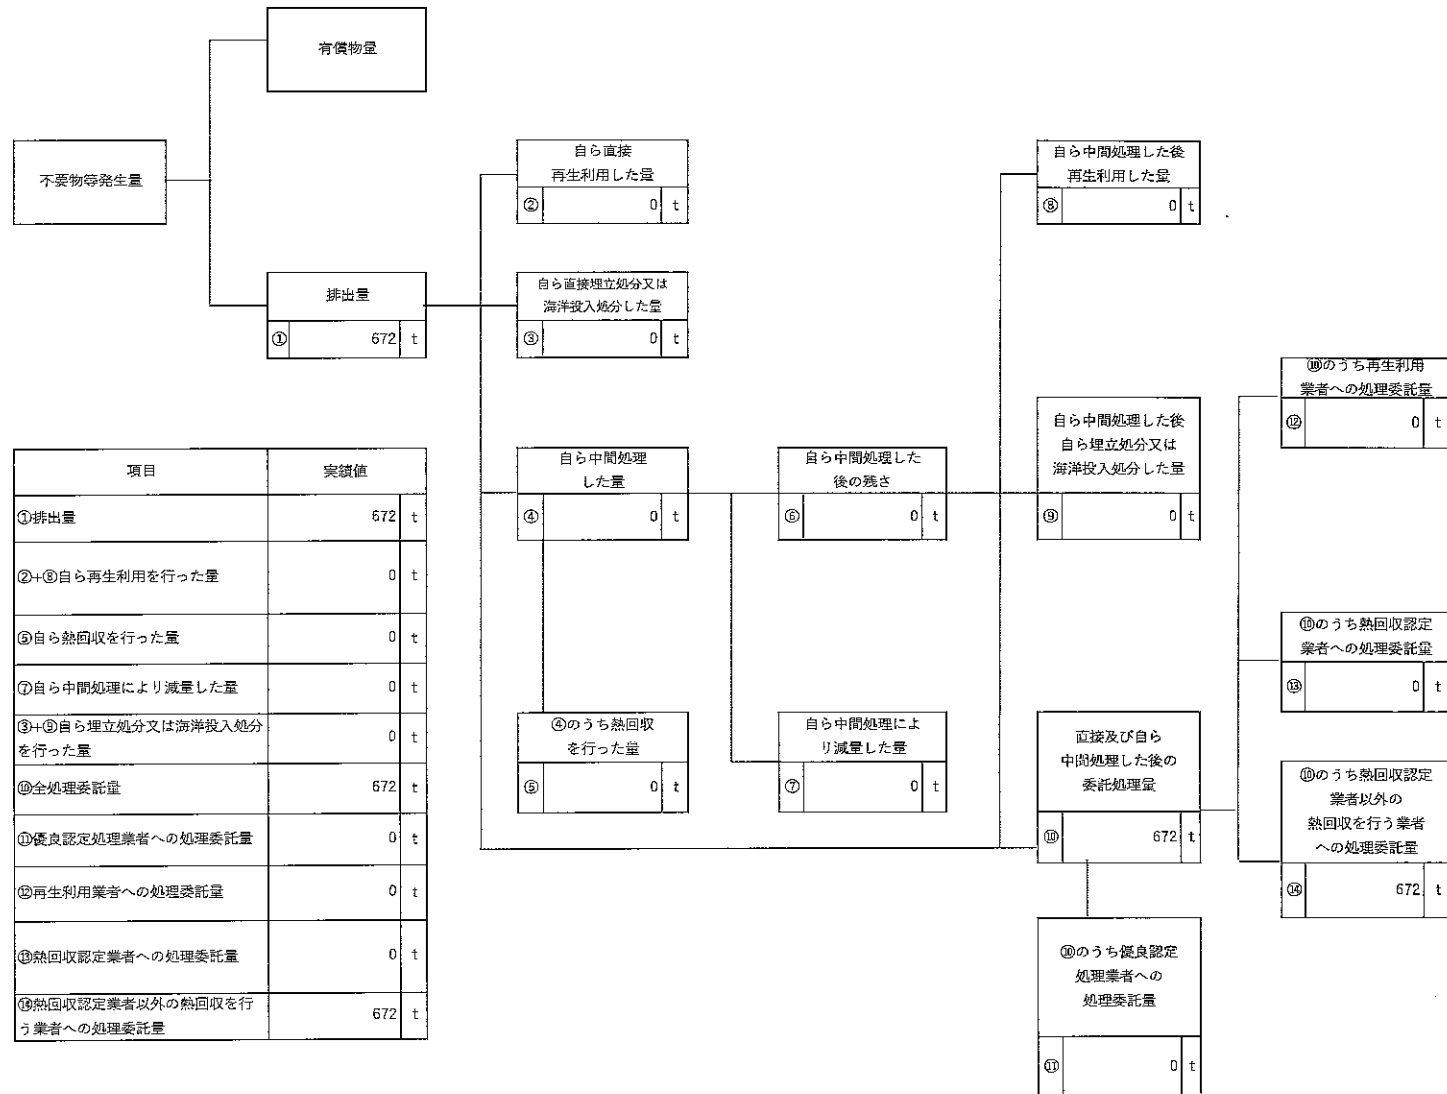 有償物量
不要物等発生量
排出量
① 672 t
自ら直接
再生利用した量
② 0 t
自ら直接埋立処分又は
海洋投入処分した量
③ 0 t
自ら中間処理
した量
④ 0 t
④のうち熱回収
を行った量
⑤ 0 t
自ら中間処理した
後の残さ
⑥ 0 t
自ら中間処理によ
り減量した量
⑦ 0 t
自ら中間処理した後
再生利用した量
⑧ 0 t
自ら中間処理した後
自ら埋立処分又は
海洋投入処分した量
⑨ 0 t
直接及び自ら
中間処理した後の
委託処理量
⑩ 672 t
⑩のうち優良認定
処理業者への
処理委託量
⑪ 0 t
⑩のうち再生利用
業者への処理委託量
⑫ 0 t
⑩のうち熱回収認定
業者への処理委託量
⑬ 0 t
⑩のうち熱回収認定
業者以外の
熱回収を行う業者
への処理委託量
⑭ 672 t
項目 実績値
①排出量 672 t
②+⑧自ら再生利用を行った量 0 t
⑤自ら熱回収を行った量 0 t
⑦自ら中間処理により減量した量 0 t
③+⑨自ら埋立処分又は海洋投入処分
を行った量 0 t
⑩全処理委託量 672 t
⑪優良認定処理業者への処理委託量 0 t
⑫再生利用業者への処理委託量 0 t
⑬熱回収認定業者への処理委託量 0 t
⑭熱回収認定業者以外の熱回収を行
う業者への処理委託量 672 t